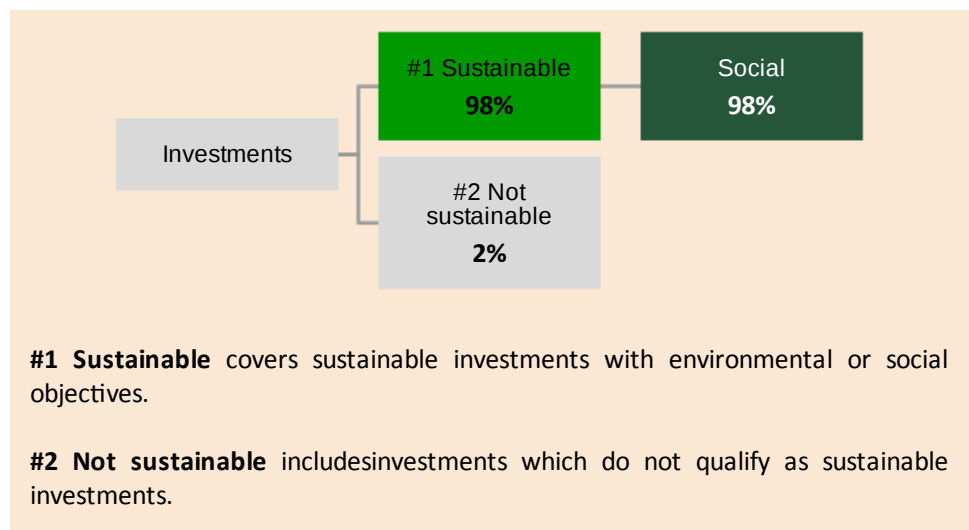 #1 Sustainable
98%
Social
98%
Investments
#2 Not
sustainable
2%
#1 Sustainable covers sustainable investments with environmental or social
objectives.
#2 Not sustainable includesinvestments which do not qualify as sustainable
investments.